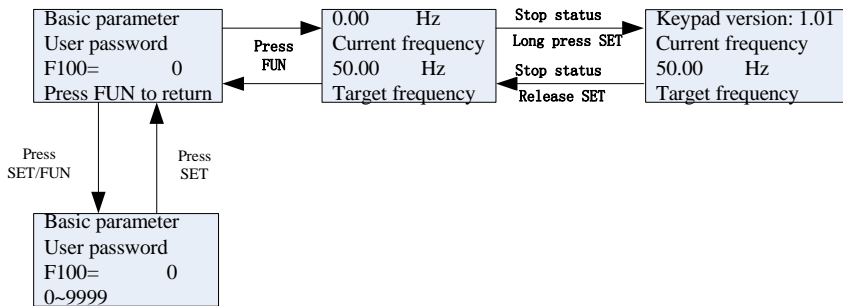 Basic parameter
User password
F100= 0
Press FUN to return
Press
FUN
0.00 Hz
Current frequency
50.00 Hz
Target frequency
Stop status
Long press SET
Stop status
Release SET
Keypad version: 1.01
Current frequency
50.00 Hz
Target frequency
Press
SET/FUN
Press
SET
Basic parameter
User password
F100= 0
0~9999